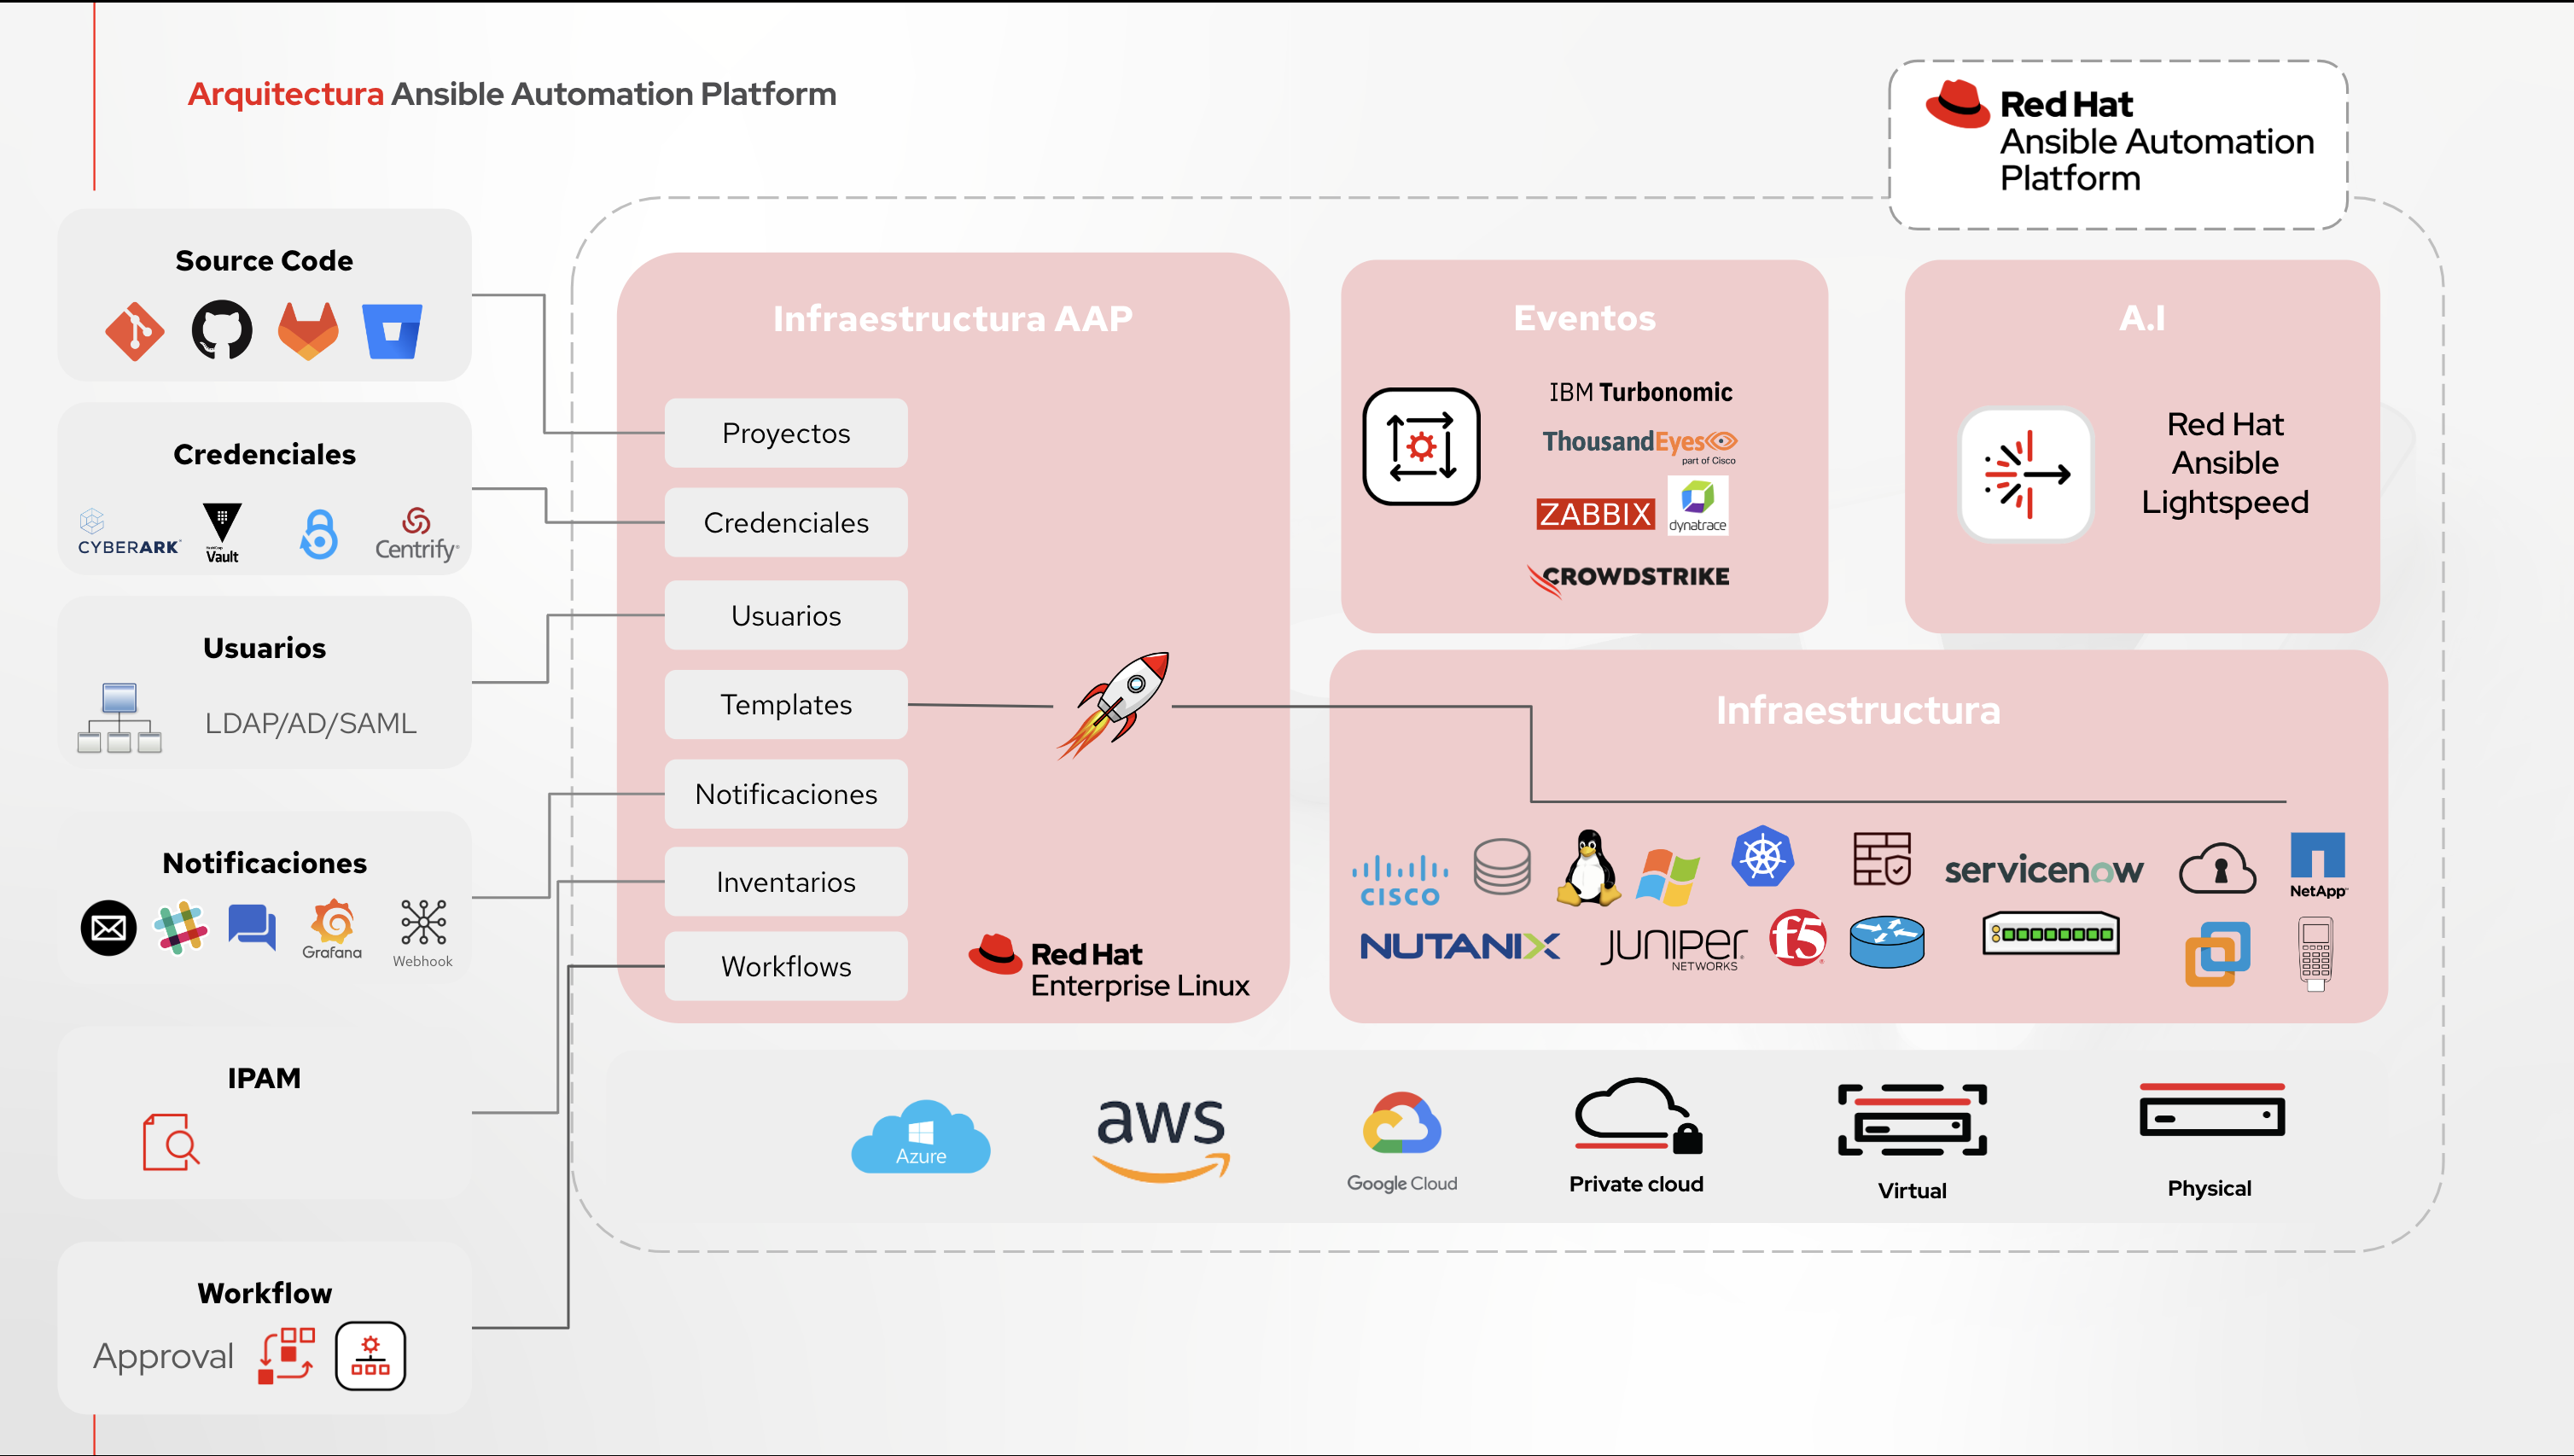 Arquitectura Ansible Automation Platform
Red Hat
Ansible Automation
Platform
Source Code
Credenciales
CYBERARK
Vault
Centrify
Usuarios
LDAP/AD/SAML
Notificaciones
Grafana
Webhook
IPAM
Workflow
Approval
Infraestructura AAP
Proyectos
Credenciales
Usuarios
Templates
Notificaciones
Inventarios
Workflows
Red Hat
Enterprise Linux
Eventos
IBM Turbonomic
ThousandEyes
part of Cisco
ZABBIX
dynatrace
CROWDSTRIKE
A.I
Red Hat
Ansible
Lightspeed
Infraestructura
CISCO
servicenow
NetApp
NUTANIX
JUNIPER
NETWORKS
f5
Azure
aws
Google Cloud
Private cloud
Virtual
Physical